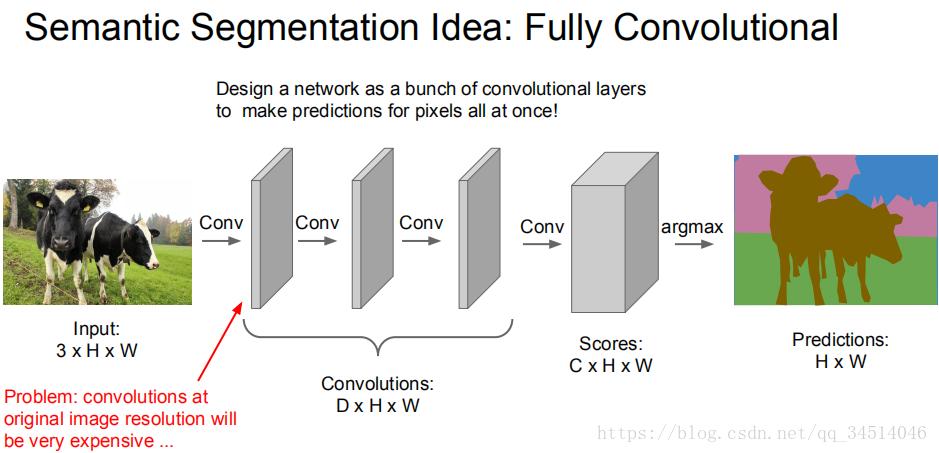 Semantic Segmentation Idea: Fully Convolutional
Design a network as a bunch of convolutional layers
to make predictions for pixels all at once!
Conv
Conv
Conv
Conv
argmax
Input:
3 x H x W
Convolutions:
D x H x W
Scores:
C x H x W
Predictions:
H x W
Problem: convolutions at
original image resolution will
be very expensive ...
https://blog.csdn.net/qq_34514046